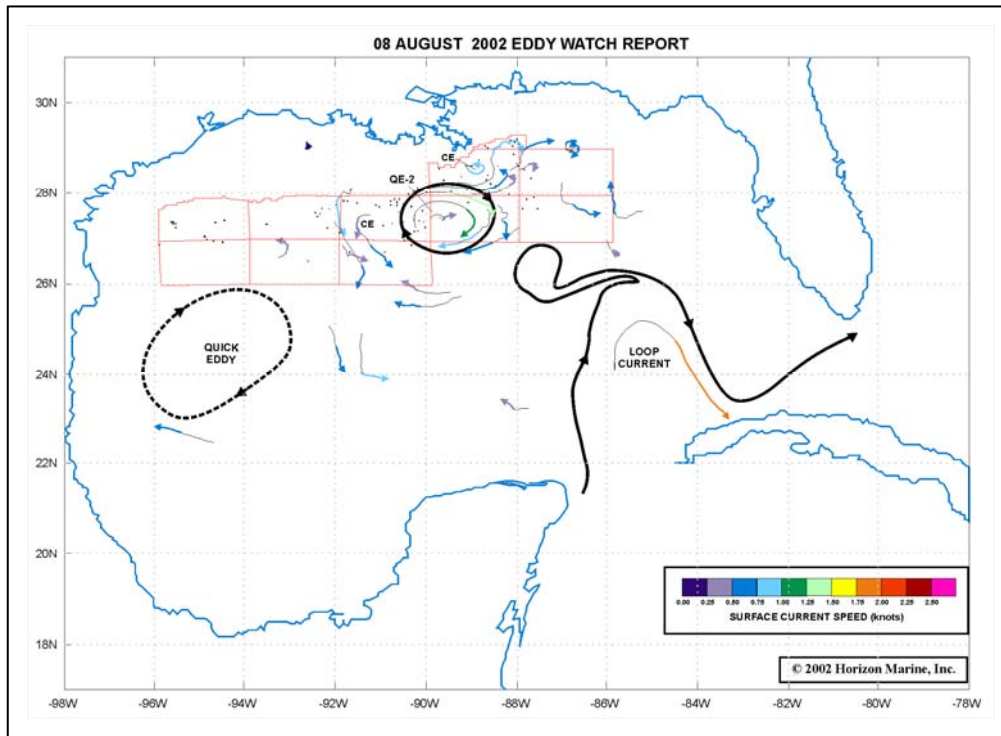 08 AUGUST 2002 EDDY WATCH REPORT
30N
28N
26N
24N
22N
20N
18N
CE
QE-2
CE
QUICK
EDDY
LOOP
CURRENT
0.00 0.25 0.50 0.75 1.00 1.25 1.50 1.75 2.00 2.25 2.50
SURFACE CURRENT SPEED (knots)
© 2002 Horizon Marine, Inc.
-98W -96W -94W -92W -90W -88W -86W -84W -82W -80W -78W